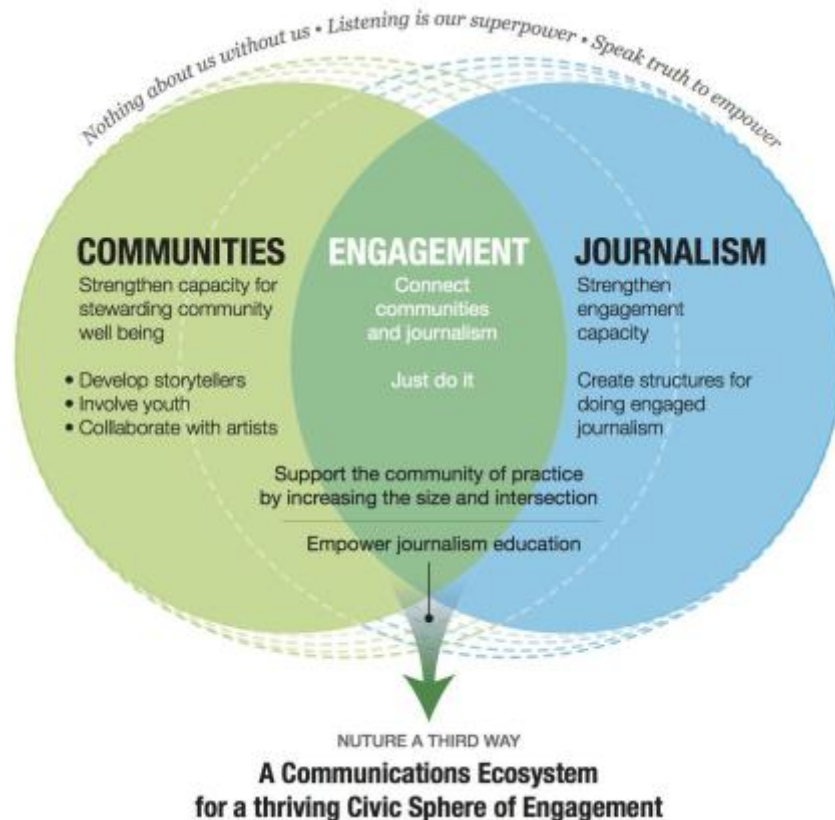 Nothing about us without us • Listening is our superpower • Speak truth to empower
COMMUNITIES
Strengthen capacity for
stewarding community
well being
• Develop storytellers
• Involve youth
• Colllaborate with artists
ENGAGEMENT
Connect
communities
and journalism
Just do it
JOURNALISM
Strengthen
engagement
capacity
Create structures for
doing engaged
journalism
Support the community of practice
by increasing the size and intersection
Empower journalism education
NUTURE A THIRD WAY
A Communications Ecosystem
for a thriving Civic Sphere of Engagement